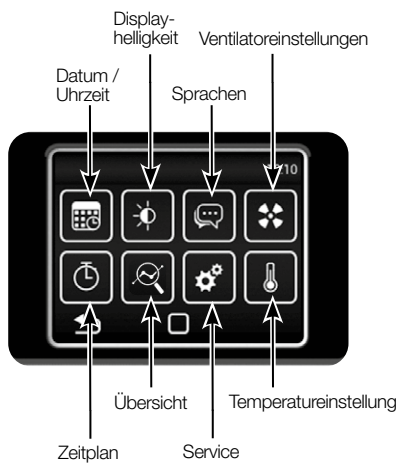 Display-
helligkeit
Ventilatoreinstellungen
Datum /
Uhrzeit
Sprachen
Übersicht
Temperatureinstellung
Zeitplan
Service